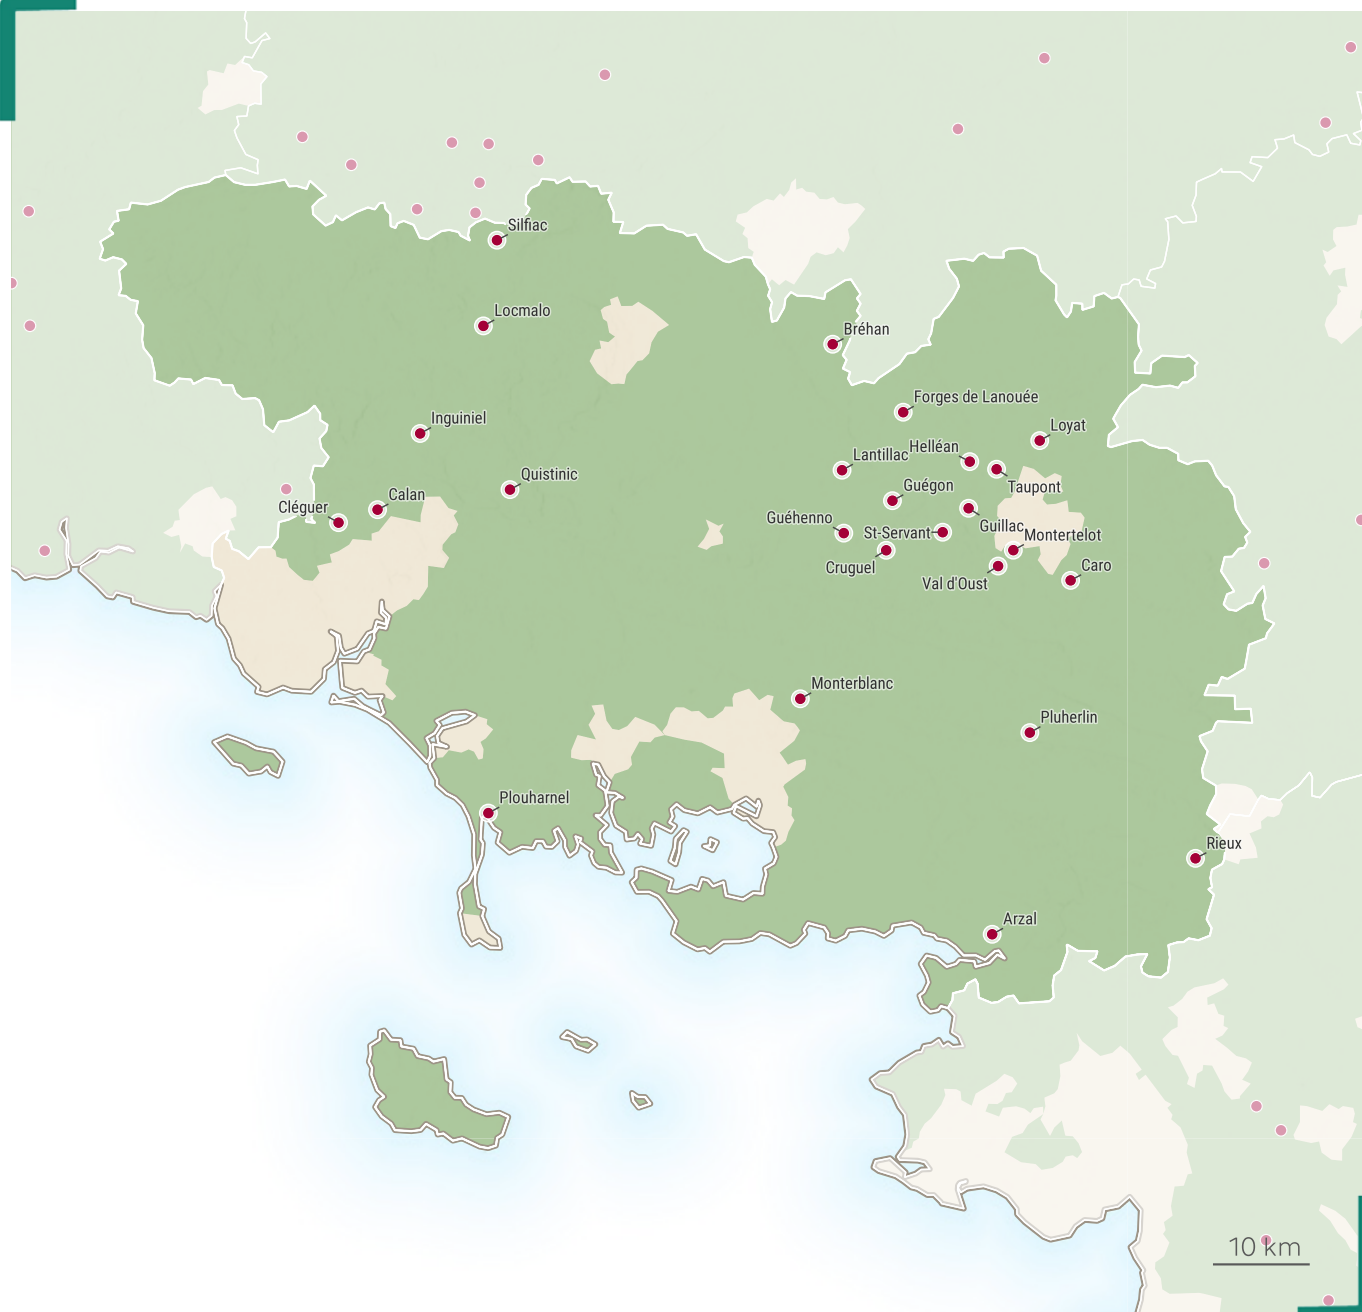 Silfiac
Locmalo
Bréhan
Forges de Lanouée
Inguiniel
Loyat
Helléan
Lantillac
Quistinic
Taupont
Guégon
Calan
Cléguer
Guéhenno
Guillac
St-Servant
Montertelot
Cruguel
Caro
Val d'Oust
Monterblanc
Pluherlin
Plouharnel
Rieux
Arzal
10 km